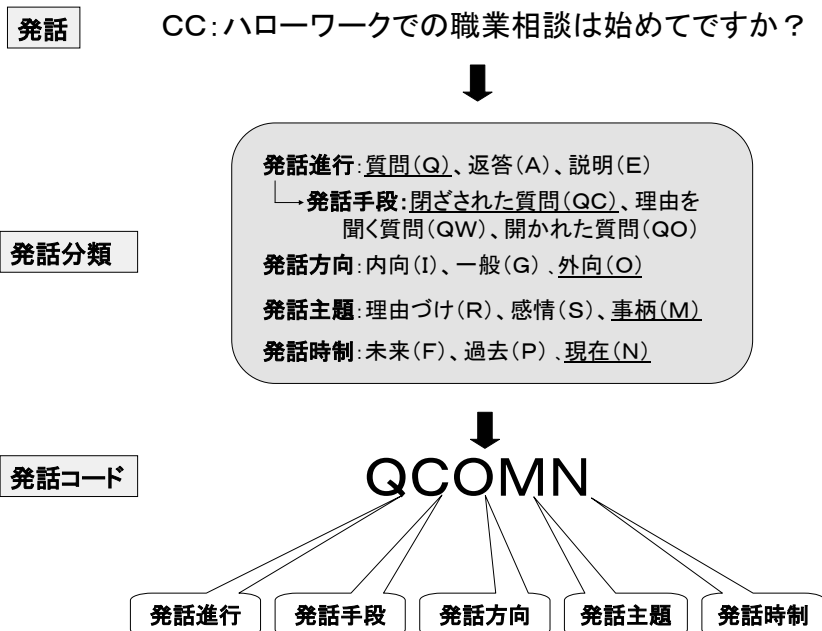 発話
CC:ハローワークでの職業相談は始めてですか？
発話分類
発話進行:質問(Q)、返答(A)、説明(E)
発話手段:閉ざされた質問(QC)、理由を
聞く質問(QW)、開かれた質問(QO)
発話方向:内向(I)、一般(G)、外向(O)
発話主題:理由づけ(R)、感情(S)、事柄(M)
発話時制:未来(F)、過去(P)、現在(N)
発話コード
QCOMN
発話進行 発話手段 発話方向 発話主題 発話時制